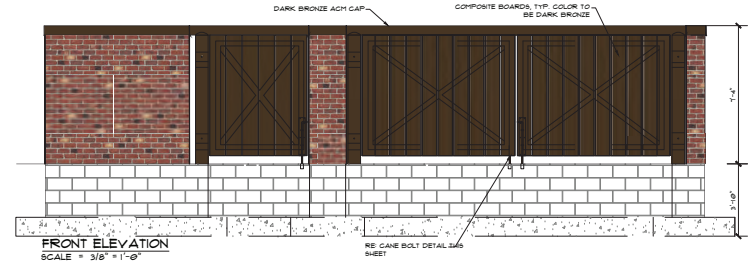 DARK BRONZE ACM CAP
COMPOSITE BOARDS, TYP. COLOR TO
BE DARK BRONZE
7'-4"
3'-10"
FRONT ELEVATION
SCALE = 3/8" = 1'-0"
RE: CANE BOLT DETAIL THIS
SHEET